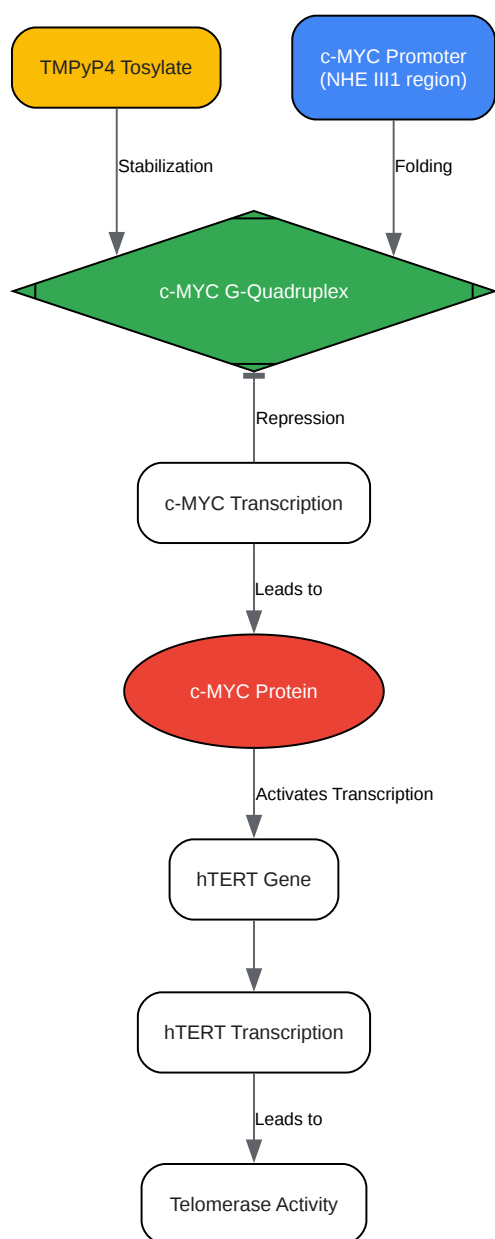 TMPyP4 Tosylate
c-MYC Promoter
(NHE III1 region)
Stabilization
Folding
c-MYC G-Quadruplex
Repression
c-MYC Transcription
Leads to
c-MYC Protein
Activates Transcription
hTERT Gene
hTERT Transcription
Leads to
Telomerase Activity